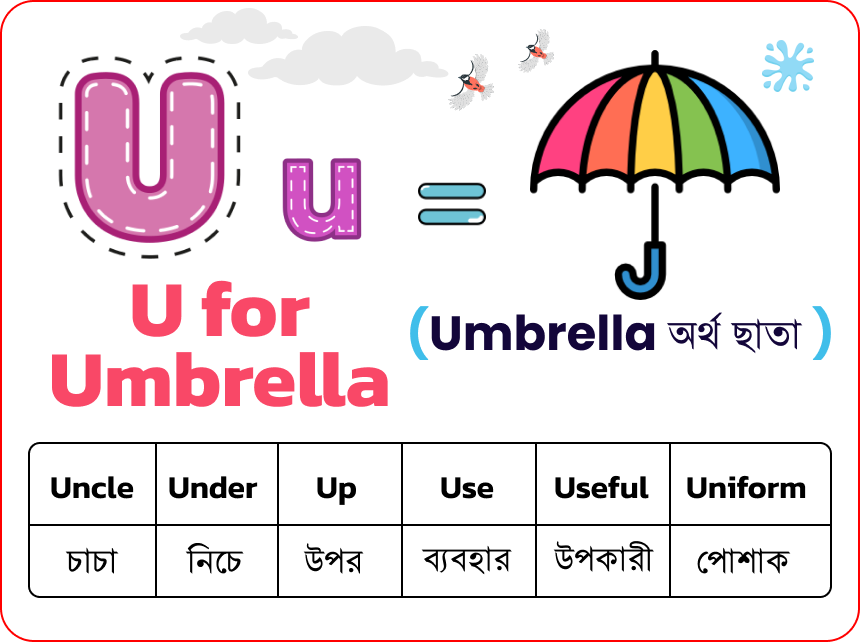 U u =
U for
Umbrella
(Umbrella অর্থ ছাতা )
Uncle Under Up Use Useful Uniform
চাচা নিচে উপর ব্যবহার উপকারী পোশাক